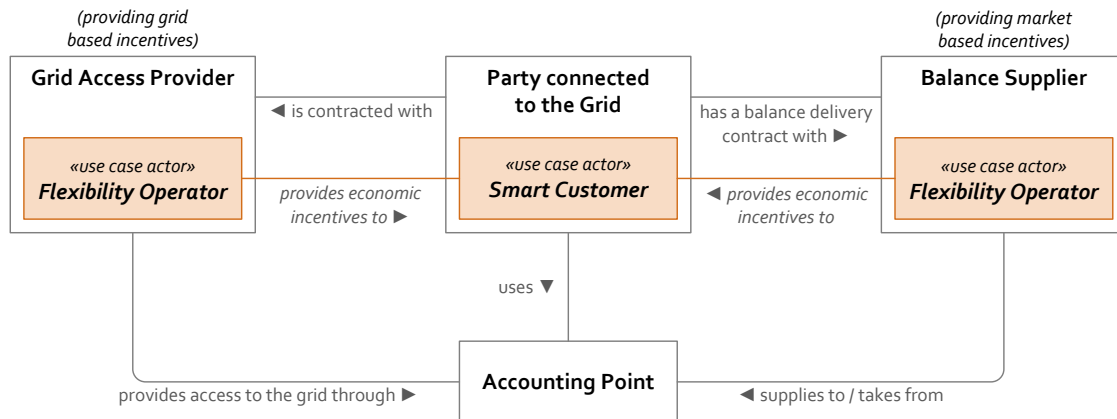 (providing grid
based incentives)
(providing market
based incentives)
Grid Access Provider
Party connected
to the Grid
Balance Supplier
◄ is contracted with
has a balance delivery
contract with ►
«use case actor»
Flexibility Operator
«use case actor»
Smart Customer
«use case actor»
Flexibility Operator
provides economic
incentives to ►
◄ provides economic
incentives to
uses ▼
Accounting Point
provides access to the grid through ►
◄ supplies to / takes from